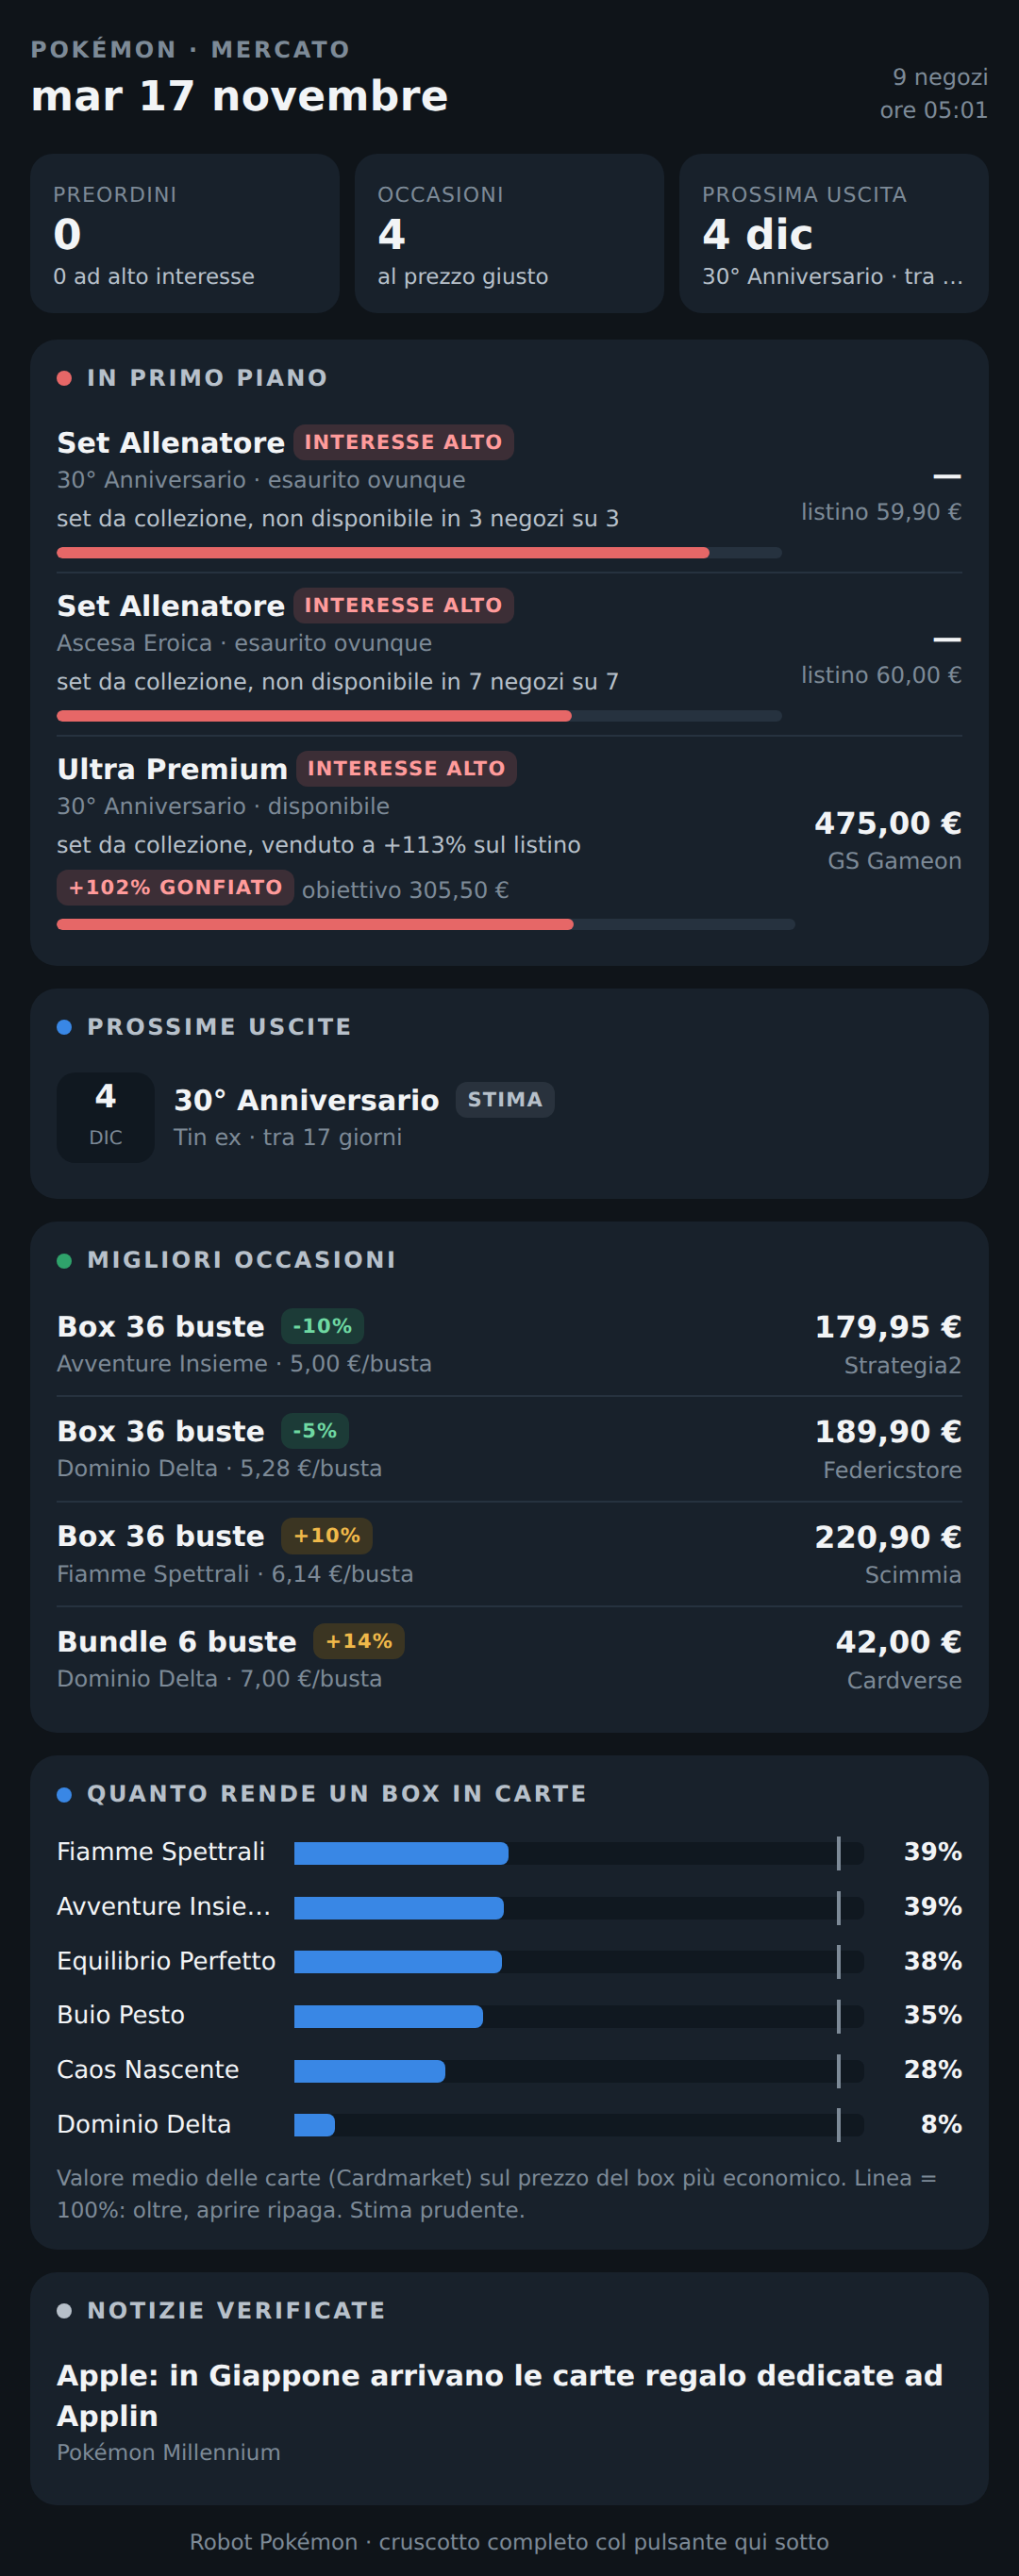 POKÉMON · MERCATO
mar 17 novembre
9 negozi
ore 05:01
PREORDINI
0
0 ad alto interesse
OCCASIONI
4
al prezzo giusto
PROSSIMA USCITA
4 dic
30° Anniversario · tra …
IN PRIMO PIANO
Set Allenatore INTERESSE ALTO
30° Anniversario · esaurito ovunque
set da collezione, non disponibile in 3 negozi su 3
—
listino 59,90 €
Set Allenatore INTERESSE ALTO
Ascesa Eroica · esaurito ovunque
set da collezione, non disponibile in 7 negozi su 7
—
listino 60,00 €
Ultra Premium INTERESSE ALTO
30° Anniversario · disponibile
set da collezione, venduto a +113% sul listino
+102% GONFIATO obiettivo 305,50 €
475,00 €
GS Gameon
PROSSIME USCITE
4
DIC
30° Anniversario STIMA
Tin ex · tra 17 giorni
MIGLIORI OCCASIONI
Box 36 buste -10%
Avventure Insieme · 5,00 €/busta
179,95 €
Strategia2
Box 36 buste -5%
Dominio Delta · 5,28 €/busta
189,90 €
Federicstore
Box 36 buste +10%
Fiamme Spettrali · 6,14 €/busta
220,90 €
Scimmia
Bundle 6 buste +14%
Dominio Delta · 7,00 €/busta
42,00 €
Cardverse
QUANTO RENDE UN BOX IN CARTE
Fiamme Spettrali 39%
Avventure Insie… 39%
Equilibrio Perfetto 38%
Buio Pesto 35%
Caos Nascente 28%
Dominio Delta 8%
Valore medio delle carte (Cardmarket) sul prezzo del box più economico. Linea =
100%: oltre, aprire ripaga. Stima prudente.
NOTIZIE VERIFICATE
Apple: in Giappone arrivano le carte regalo dedicate ad
Applin
Pokémon Millennium
Robot Pokémon · cruscotto completo col pulsante qui sotto